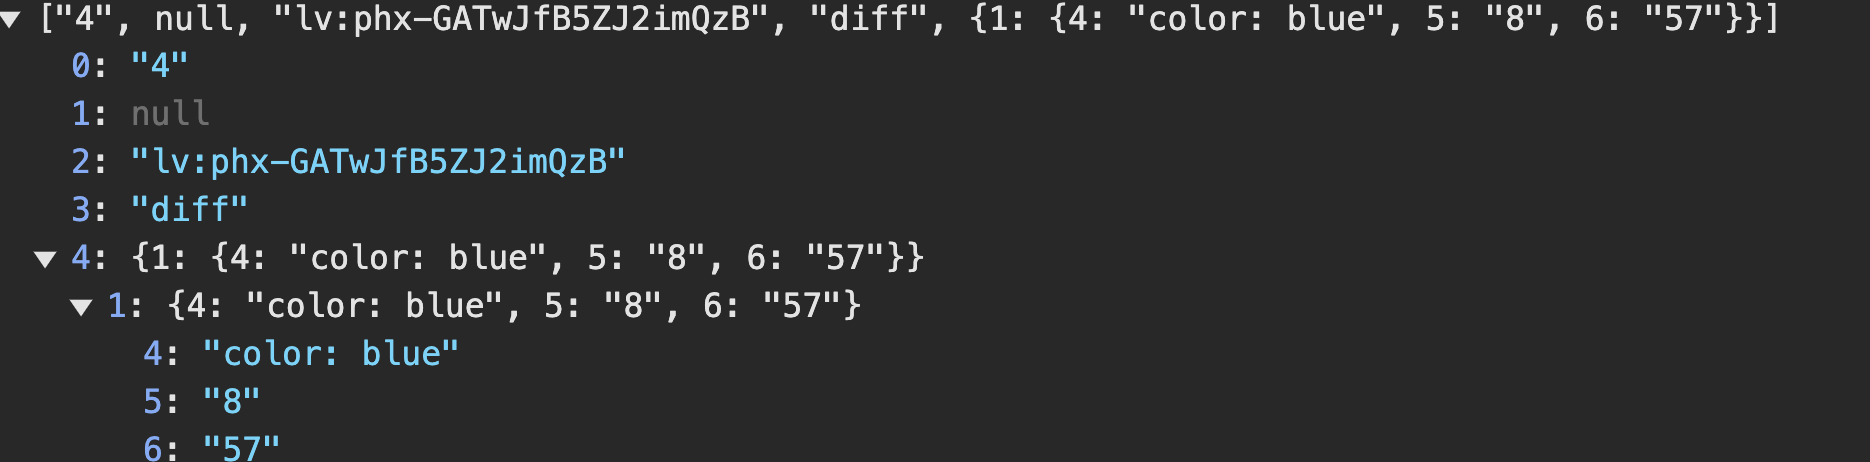 ▼ ["4", null, "lv:phx-GATwJfB5ZJ2imQzB", "diff", {1: {4: "color: blue", 5: "8", 6: "57"}}]
0: "4"
1: null
2: "lv:phx-GATwJfB5ZJ2imQzB"
3: "diff"
▼ 4: {1: {4: "color: blue", 5: "8", 6: "57"}}
▼ 1: {4: "color: blue", 5: "8", 6: "57"}
4: "color: blue"
5: "8"
6: "57"